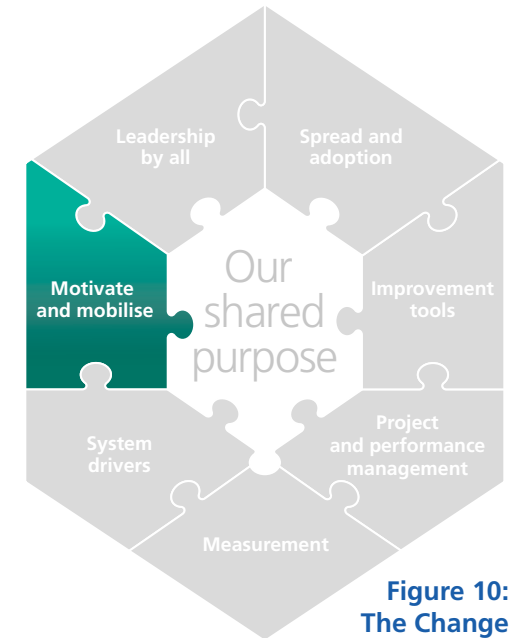 Leadership
by all
Spread and
adoption
Motivate
and mobilise
Our
shared
purpose
Improvement
tools
System
drivers
Project
and performance
management
Measurement
Figure 10:
The Change